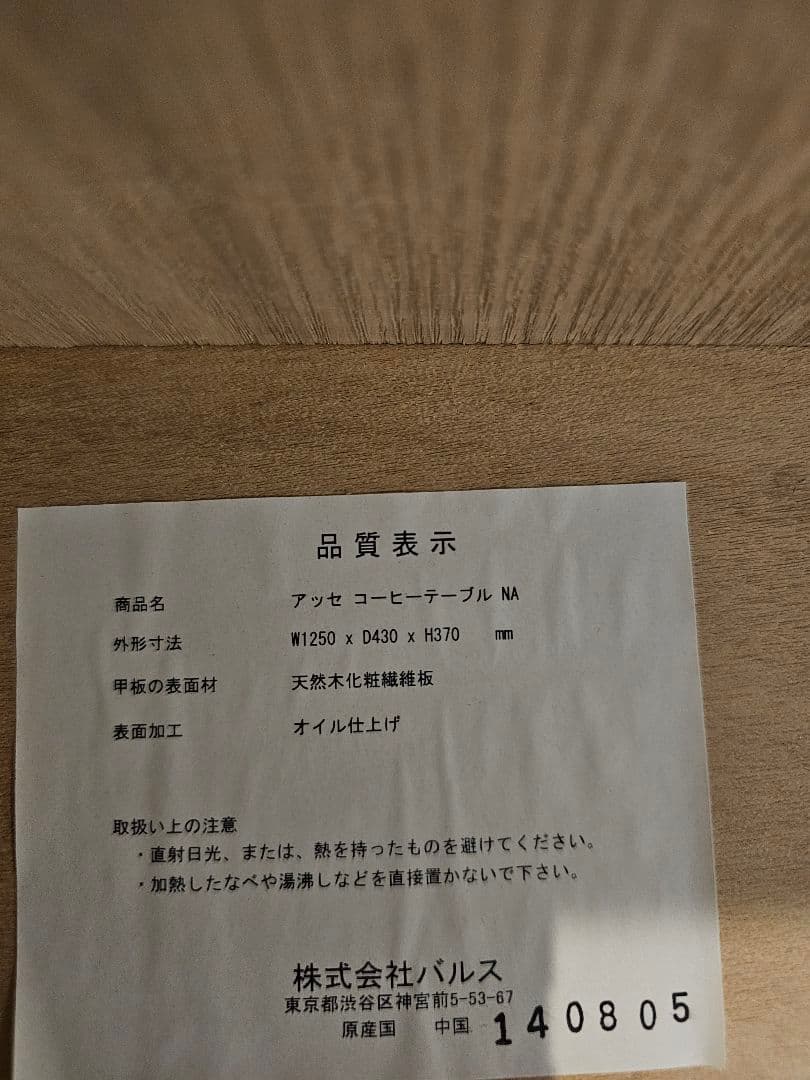 品質表示
商品名 アッセ コーヒーテーブル NA
外形寸法 W1250 x D430 x H370 mm
甲板の表面材 天然木化粧繊維板
表面加工 オイル仕上げ
取扱い上の注意
・直射日光、または、熱を持ったものを避けてください。
・加熱したなべや湯沸しなどを直接置かないで下さい。
株式会社バルス
東京都渋谷区神宮前5-53-67
原産国 中国 140805